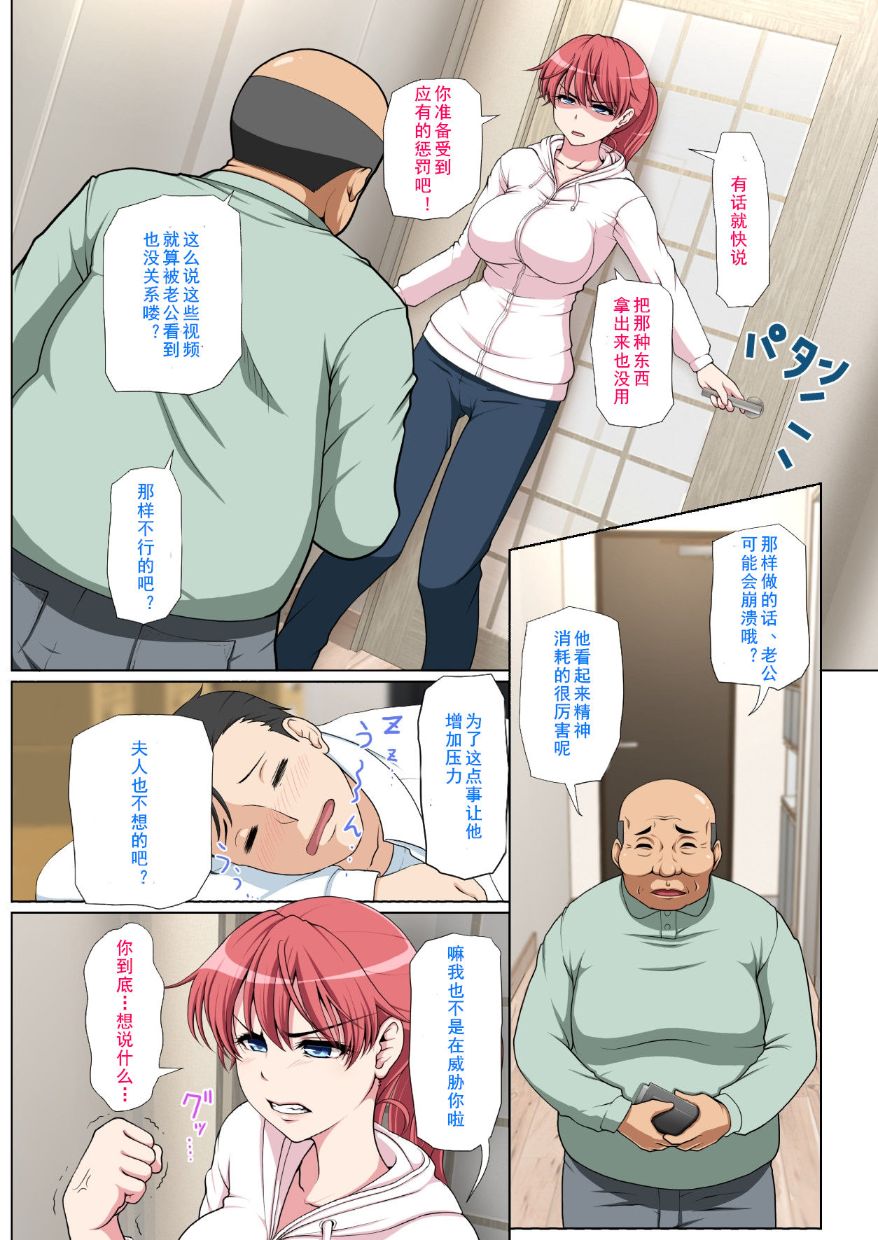 有话就快说
パタン
把那种东西
拿出来也没用
你准备受到
应有的惩罚吧！
这么说这些视频
就算被老公看到
也没关系喽？
那样不行的吧？
那样做的话、老公
可能会崩溃哦？
他看起来精神
消耗的很厉害呢
为了这点事让他
增加压力
Zzz
う～ん
うぅ
夫人也不想的吧？
嘛我也不是在威胁你啦
グッ…
你到底…想说什么…